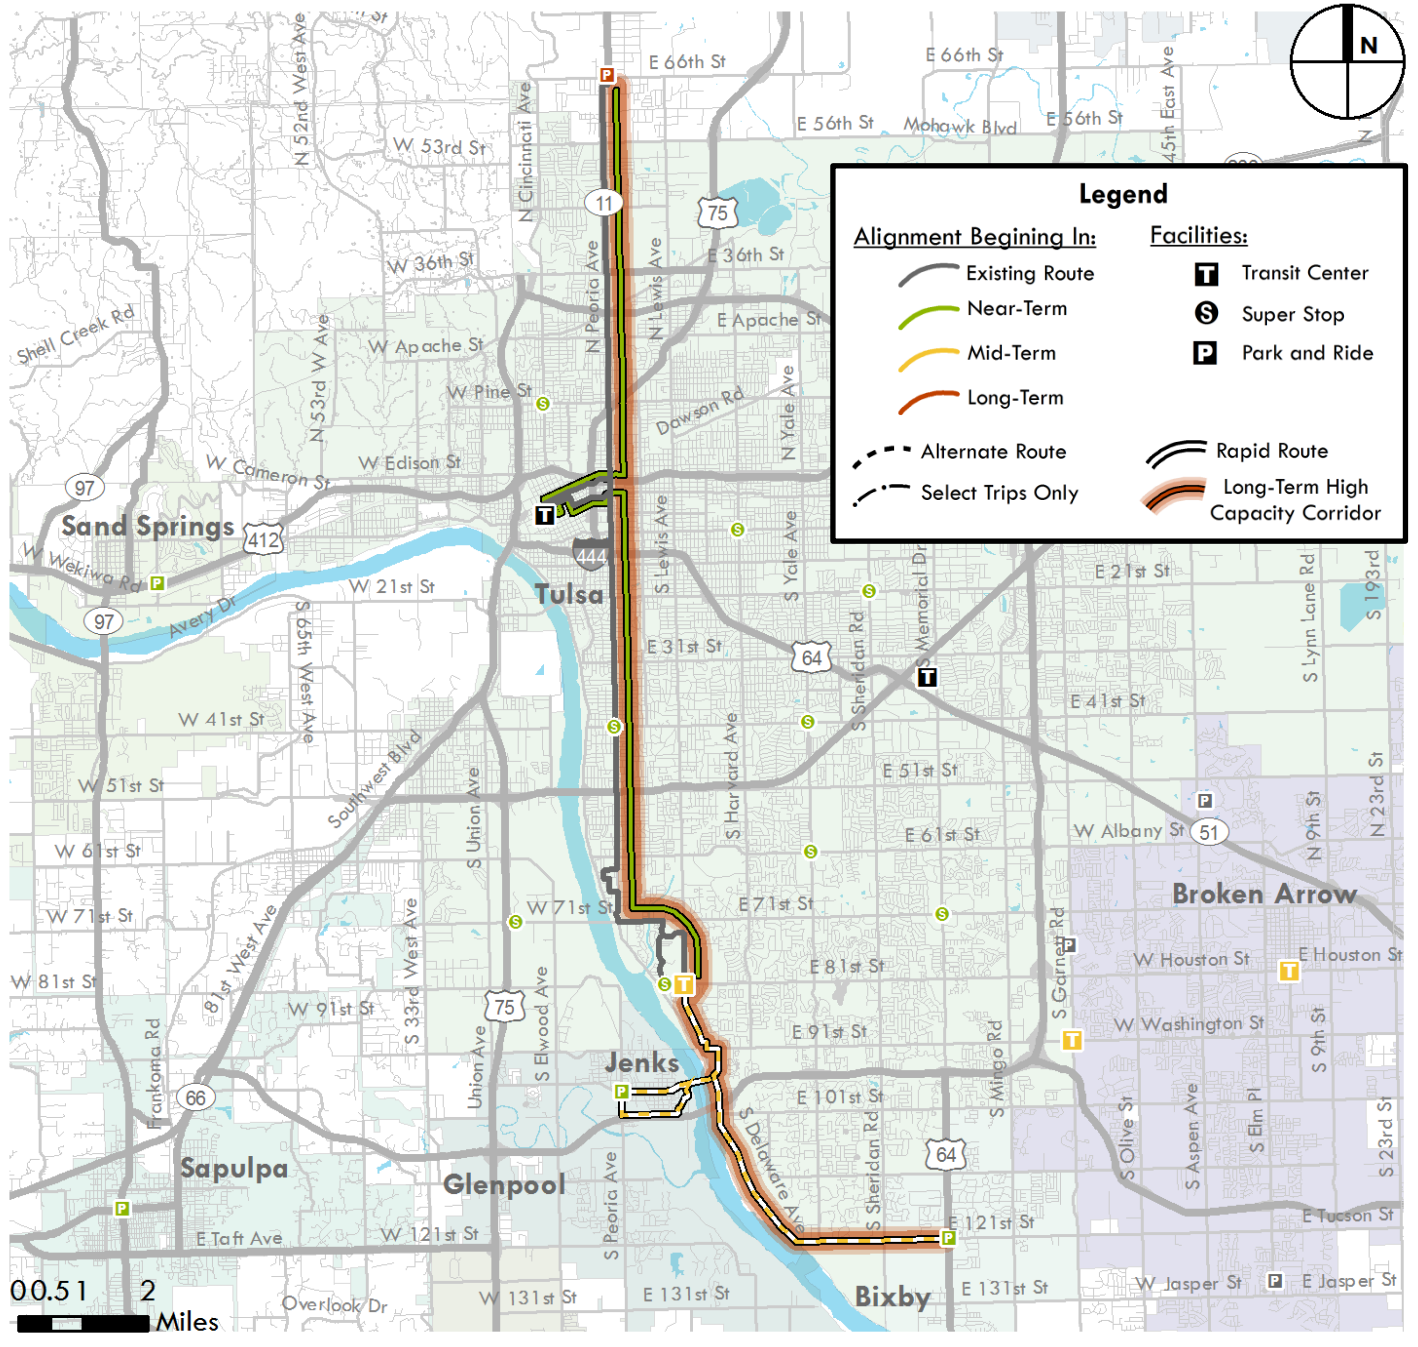 N
E 66th St
E 66th St
P
N 52nd West Ave
N Cincinnati Ave
45th East Ave
E 56th St
Mohawk Blvd
E 56th St
W 53rd St
11
75
Legend
Alignment Begining In:
Existing Route
Near-Term
Mid-Term
Long-Term
Alternate Route
Select Trips Only
Facilities:
T Transit Center
S Super Stop
P Park and Ride
Rapid Route
Long-Term High
Capacity Corridor
W 36th St
E 36th St
N Peoria Ave
N Lewis Ave
Shell Creek Rd
E Apache St
W Apache St
N 53rd W Ave
W Pine St
S
Dawson Rd
N Yale Ave
W Cameron St
W Edison St
97
Sand Springs
412
T
S
S Lewis Ave
S Yale Ave
444
W Wekiwa Rd
P
W 21st St
Tulsa
S
S Memorial Dr
E 21st St
S Lynn Lane Rd
S 193rd
97
Avery Dr
S 65th West Ave
E 31st St
64
S Sheridan Rd
T
W 41st St
S
S
E 41st St
Southwest Blvd
S Harvard Ave
W 51st St
E 51st St
S Union Ave
P
N 9th St
N 23rd St
W 61st St
S
E 61st St
W Albany St
51
Broken Arrow
W 71st St
W 71st St
S
E 71st St
S
81st West Ave
S 33rd West Ave
S Garnett Rd
P
W Houston St
E Houston St
T
W 81st St
E 81st St
S
T
S Elwood Ave
W 91st St
75
E 91st St
W Washington St
T
S 9th St
Frankoma Rd
Union Ave
Jenks
P
S Mingo Rd
66
E 101st St
S Olive St
S Aspen Ave
S Elm Pl
S 23rd St
S Delaware Ave
S Sheridan Rd
64
Sapulpa
Glenpool
S Peoria Ave
P
E Taft Ave
W 121st St
E 121st St
P
E Tucson St
Bixby
W Jasper St
P
E Jasper St
0 0.5 1 2
Miles
Overlook Dr
W 131st St
E 131st St
E 131st St